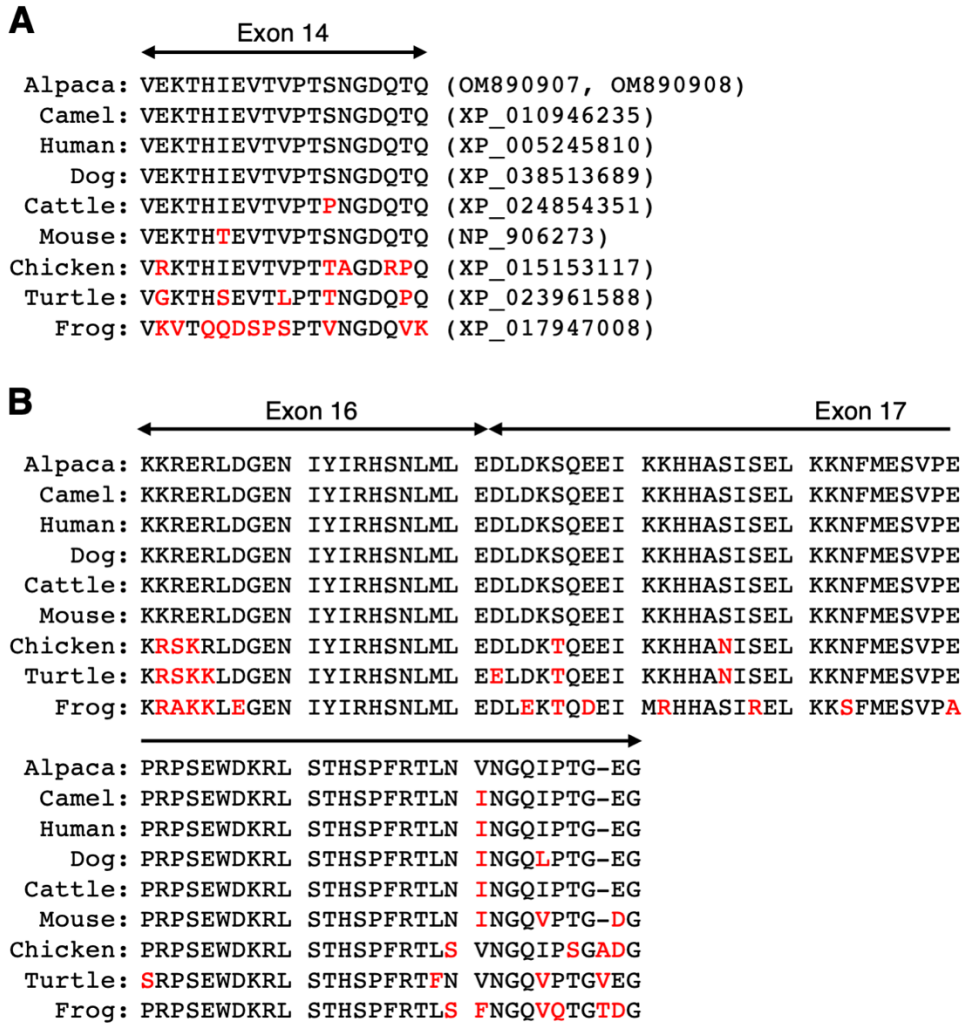 A
Exon 14
Alpaca: VEKTHIEVTVPTSNGDQTQ (OM890907, OM890908)
Camel: VEKTHIEVTVPTSNGDQTQ (XP_010946235)
Human: VEKTHIEVTVPTSNGDQTQ (XP_005245810)
Dog: VEKTHIEVTVPTSNGDQTQ (XP_038513689)
Cattle: VEKTHIEVTVPTPNGDQTQ (XP_024854351)
Mouse: VEKTHTEVTVPTSNGDQTQ (NP_906273)
Chicken: VRKTHIEVTVPTTAGDRPQ (XP_015153117)
Turtle: VGKTHSEVTLPTTNGDQPQ (XP_023961588)
Frog: VKVTQQDSPSPTVNGDQVK (XP_017947008)
B
Exon 16 Exon 17
Alpaca: KKRERLDGEN IYIRHSNLML EDLDKSQEEI KKHHASISEL KKNFMESVPE
Camel: KKRERLDGEN IYIRHSNLML EDLDKSQEEI KKHHASISEL KKNFMESVPE
Human: KKRERLDGEN IYIRHSNLML EDLDKSQEEI KKHHASISEL KKNFMESVPE
Dog: KKRERLDGEN IYIRHSNLML EDLDKSQEEI KKHHASISEL KKNFMESVPE
Cattle: KKRERLDGEN IYIRHSNLML EDLDKSQEEI KKHHASISEL KKNFMESVPE
Mouse: KKRERLDGEN IYIRHSNLML EDLDKSQEEI KKHHASISEL KKNFMESVPE
Chicken: KRSKRLDGEN IYIRHSNLML EDLDKTQEEI KKHHANISEL KKNFMESVPE
Turtle: KRSKKLDGEN IYIRHSNLML EELDKTQEEI KKHHANISEL KKNFMESVPE
Frog: KRAKKLEGEN IYIRHSNLML EDLEKTQDEI MRHHASIREL KKSFMESVPA
Alpaca: PRPSEWDKRL STHSPFRTLN VNGQIPTG-EG
Camel: PRPSEWDKRL STHSPFRTLN INGQIPTG-EG
Human: PRPSEWDKRL STHSPFRTLN INGQIPTG-EG
Dog: PRPSEWDKRL STHSPFRTLN INGQLPTG-EG
Cattle: PRPSEWDKRL STHSPFRTLN INGQIPTG-EG
Mouse: PRPSEWDKRL STHSPFRTLN INGQVPTG-DG
Chicken: PRPSEWDKRL STHSPFRTLS VNGQIPSGADG
Turtle: SRPSEWDKRL STHSPFRTFN VNGQVPTGVEG
Frog: PRPSEWDKRL STHSPFRTLS FNGQVQTGTDG